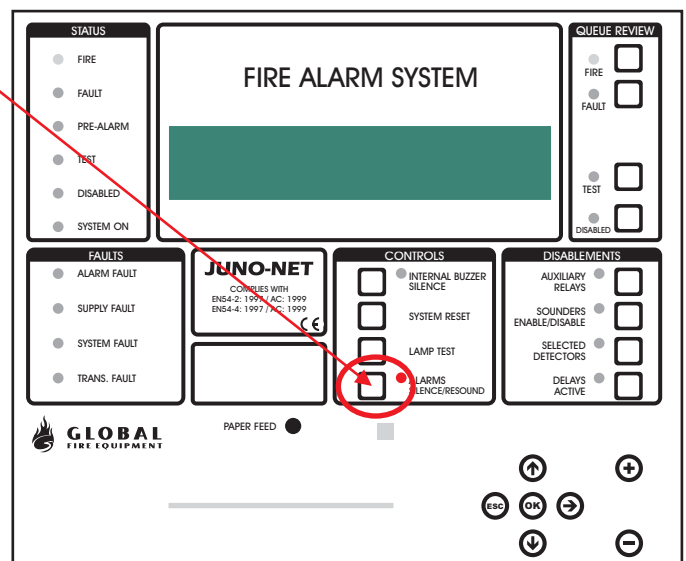 STATUS
FIRE
FAULT
PRE-ALARM
TEST
DISABLED
SYSTEM ON
FIRE ALARM SYSTEM
QUEUE REVIEW
FIRE
FAULT
TEST
DISABLED
FAULTS
ALARM FAULT
SUPPLY FAULT
SYSTEM FAULT
TRANS. FAULT
JUNO-NET
COMPLIES WITH
EN54-2: 1997 / AC: 1999
EN54-4: 1997 / AC: 1999
CE
CONTROLS
INTERNAL BUZZER
SILENCE
SYSTEM RESET
LAMP TEST
ALARMS
SILENCE/RESOUND
DISABLEMENTS
AUXILIARY
RELAYS
SOUNDERS
ENABLE/DISABLE
SELECTED
DETECTORS
DELAYS
ACTIVE
GLOBAL
FIRE EQUIPMENT
PAPER FEED
ESC
OK